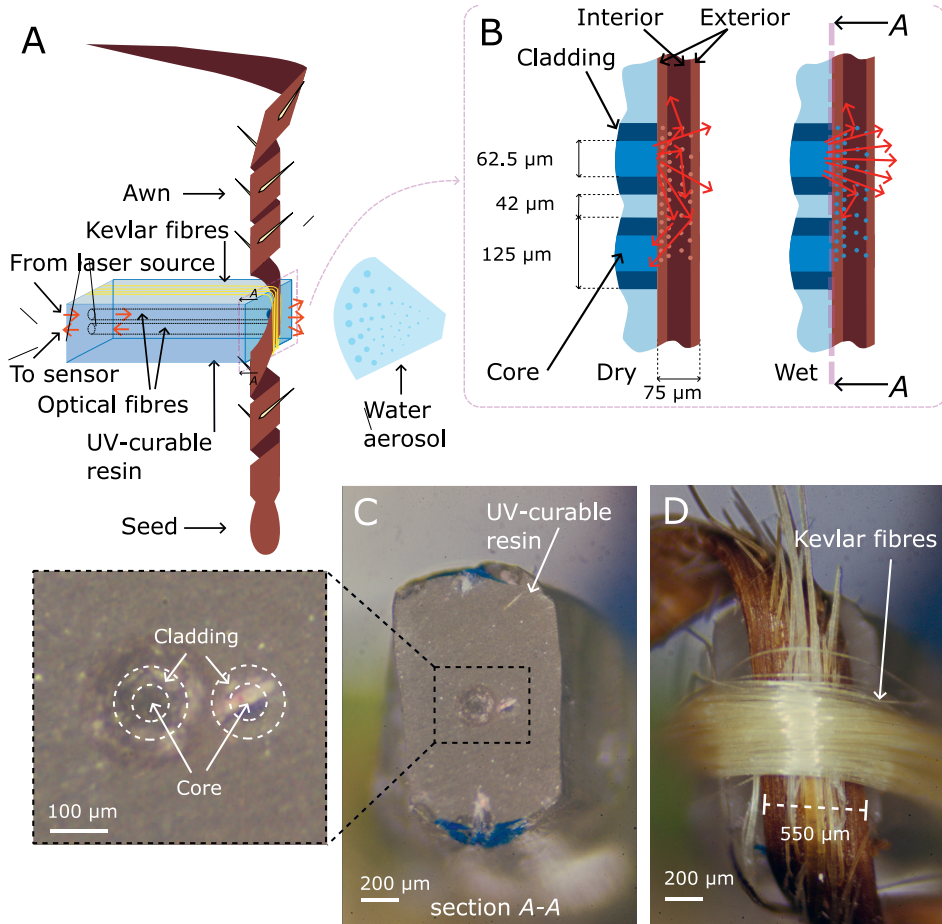 A
Awn
Kevlar fibres
From laser source
To sensor
Optical fibres
UV-curable
resin
Seed
A
A
Water
aerosol
B
Interior
Exterior
Cladding
62.5 µm
42 µm
125 µm
Core
Dry
75 µm
Wet
A
A
C
UV-curable
resin
200 µm
section A-A
D
Kevlar fibres
550 µm
200 µm
Cladding
Core
100 µm